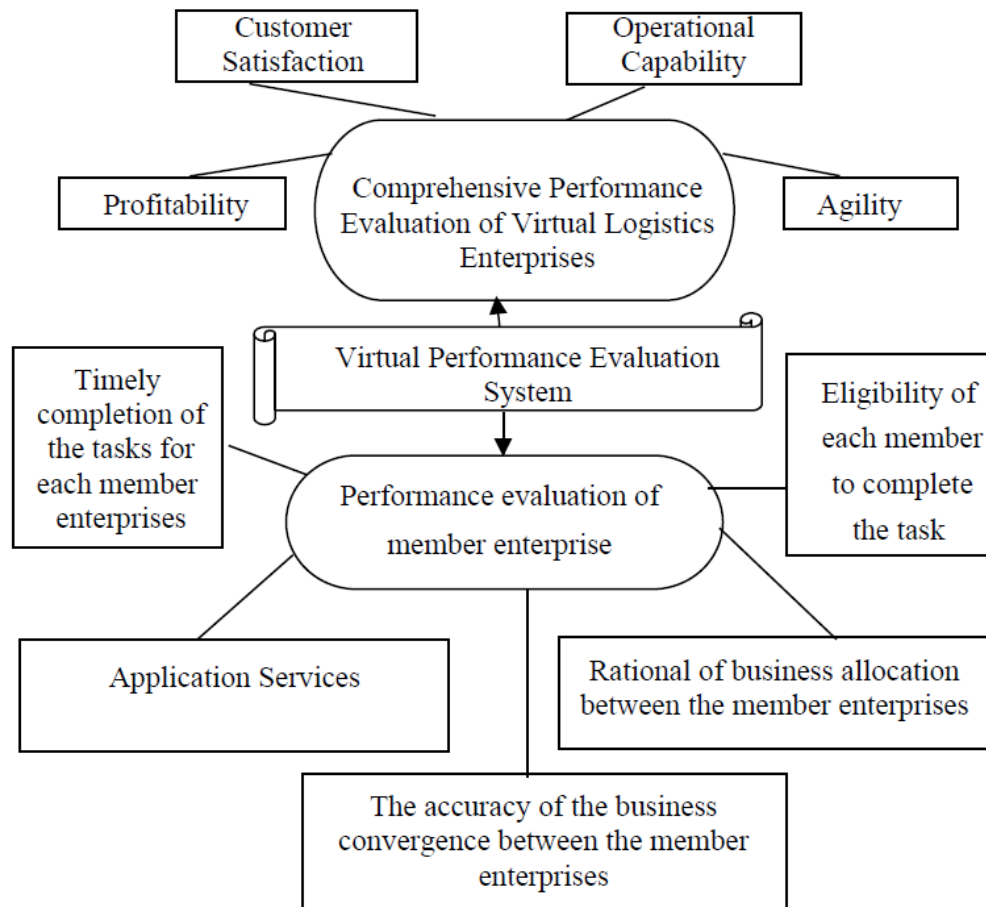 Customer
Satisfaction
Operational
Capability
Profitability
Comprehensive Performance
Evaluation of Virtual Logistics
Enterprises
Agility
Virtual Performance Evaluation
System
Timely
completion of
the tasks for
each member
enterprises
Eligibility of
each member
to complete
the task
Performance evaluation of
member enterprise
Application Services
Rational of business allocation
between the member enterprises
The accuracy of the business
convergence between the member
enterprises